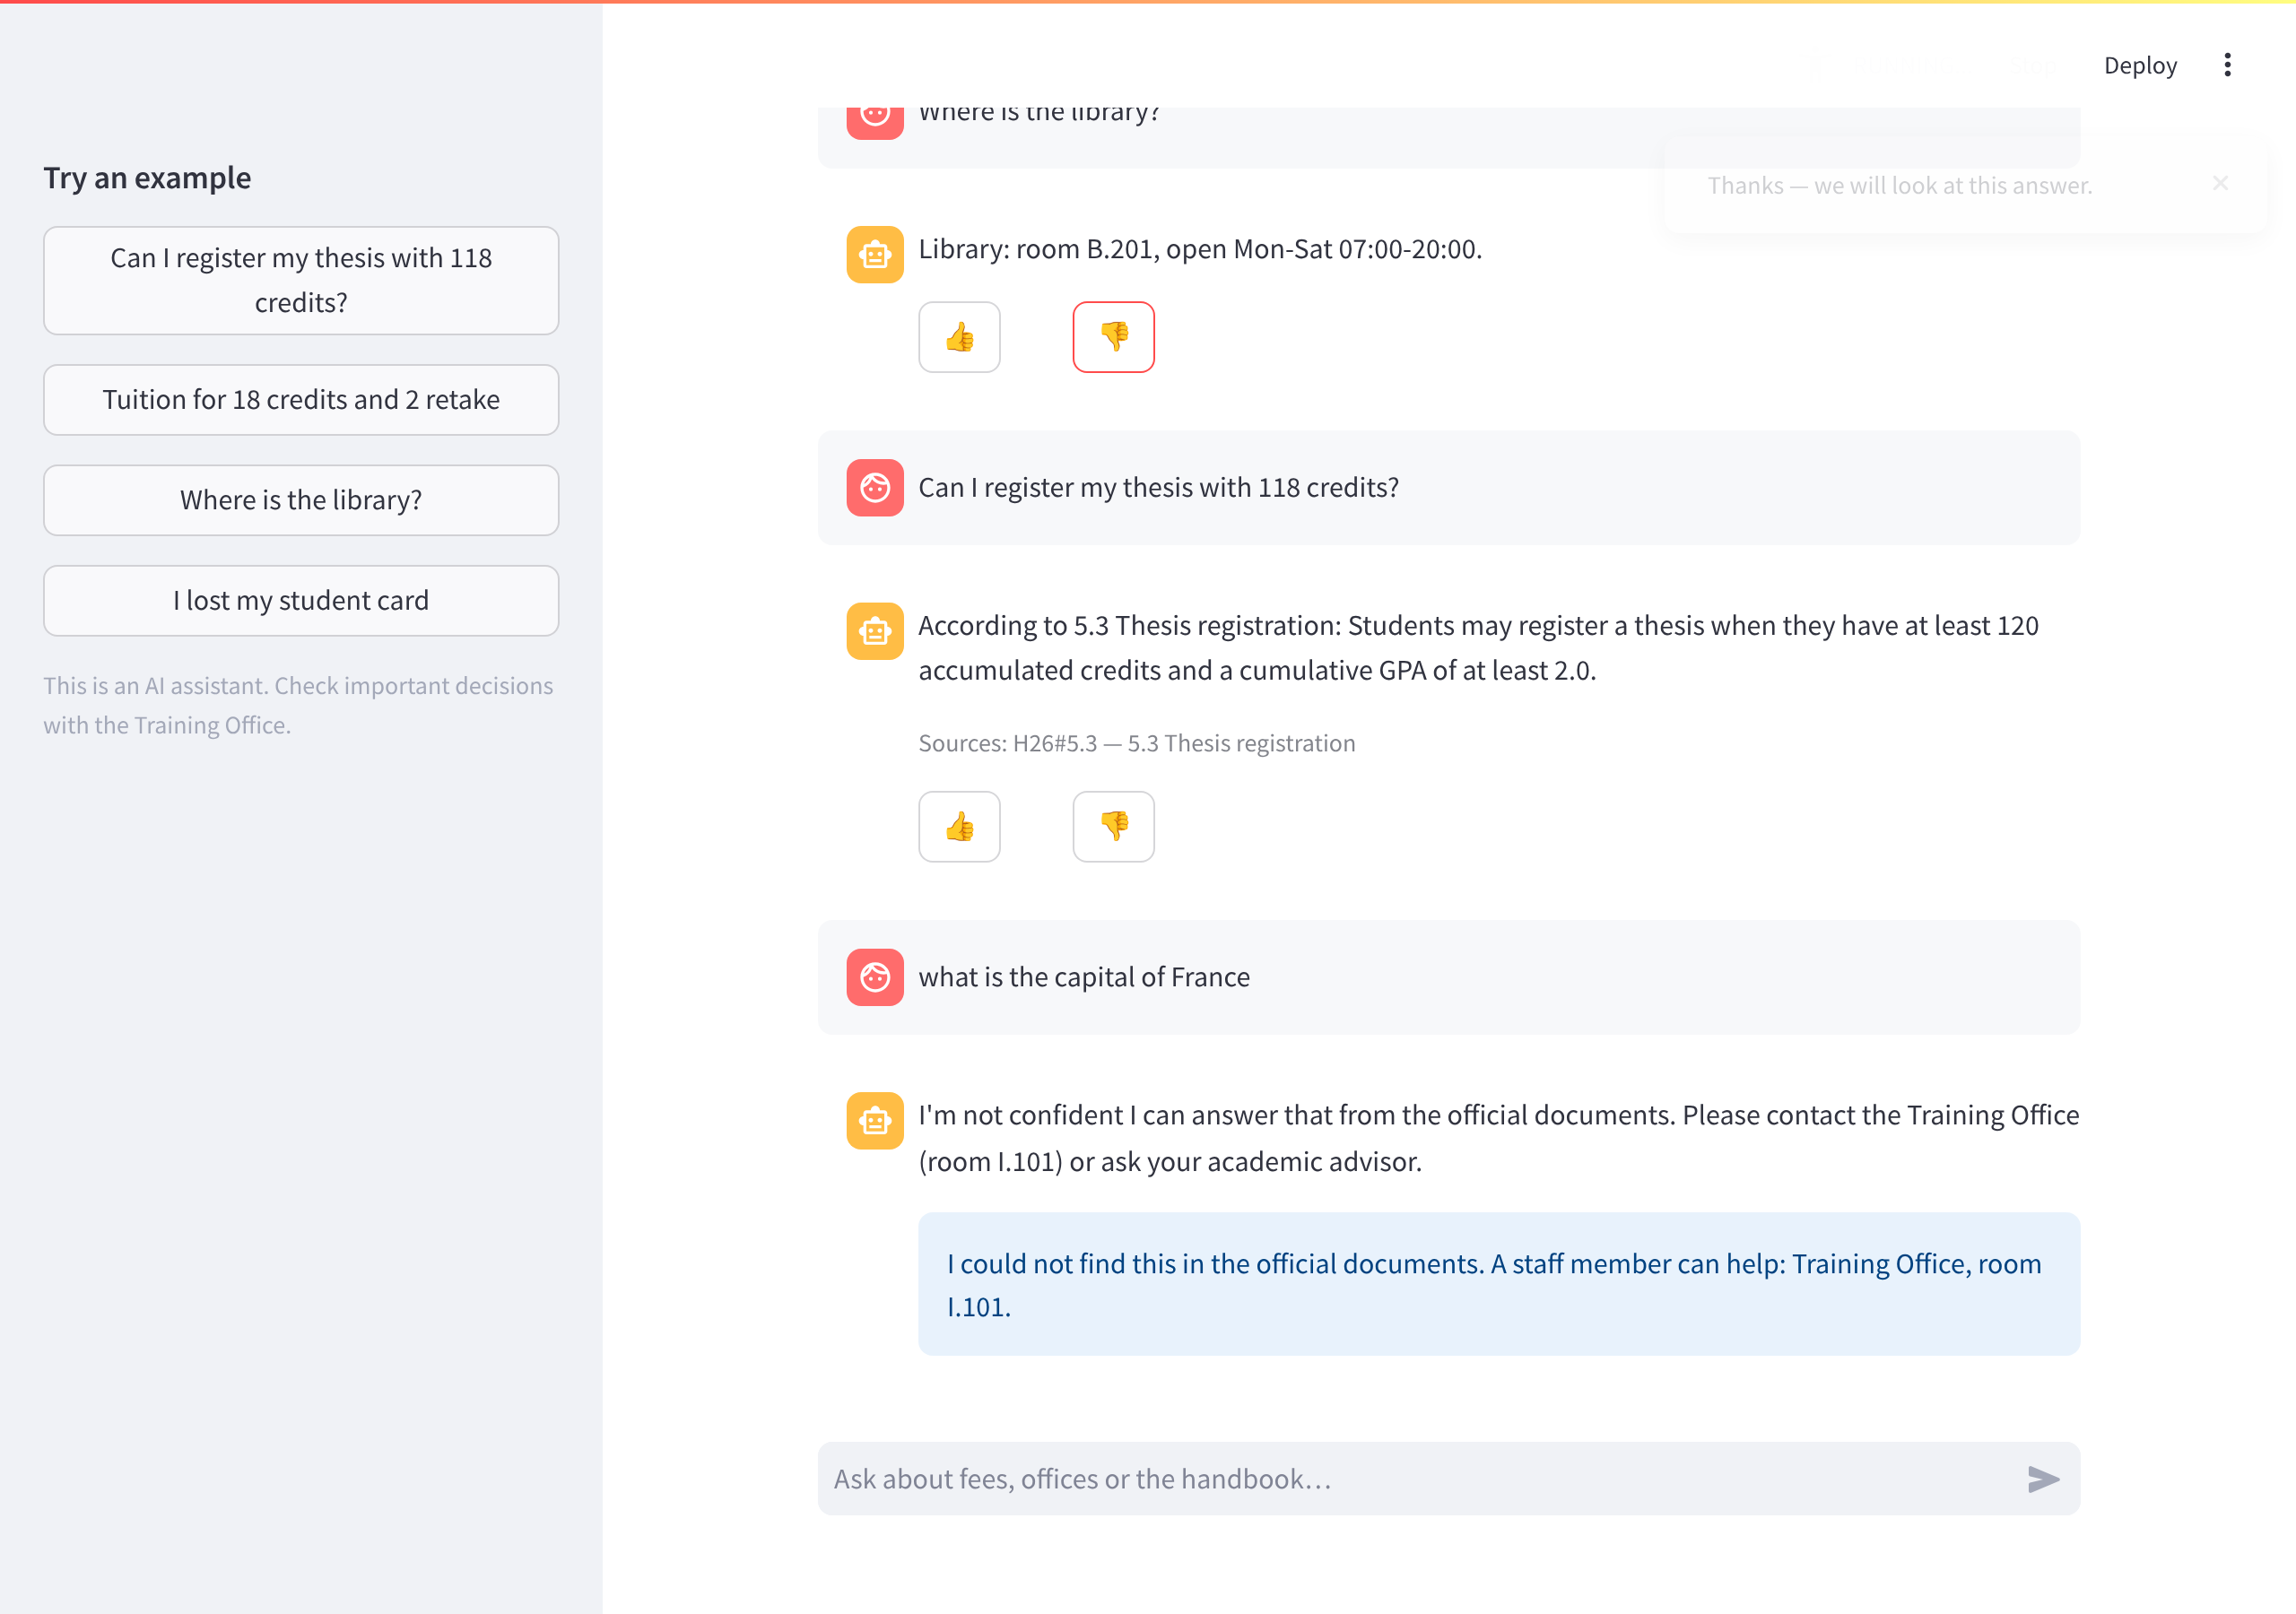 Deploy
Try an example
Can I register my thesis with 118
credits?
Tuition for 18 credits and 2 retake
Where is the library?
I lost my student card
This is an AI assistant. Check important decisions
with the Training Office.
Where is the library?
Thanks — we will look at this answer.
Library: room B.201, open Mon-Sat 07:00-20:00.
Can I register my thesis with 118 credits?
According to 5.3 Thesis registration: Students may register a thesis when they have at least 120
accumulated credits and a cumulative GPA of at least 2.0.
Sources: H26#5.3 — 5.3 Thesis registration
what is the capital of France
I'm not confident I can answer that from the official documents. Please contact the Training Office
(room I.101) or ask your academic advisor.
I could not find this in the official documents. A staff member can help: Training Office, room
I.101.
Ask about fees, offices or the handbook…